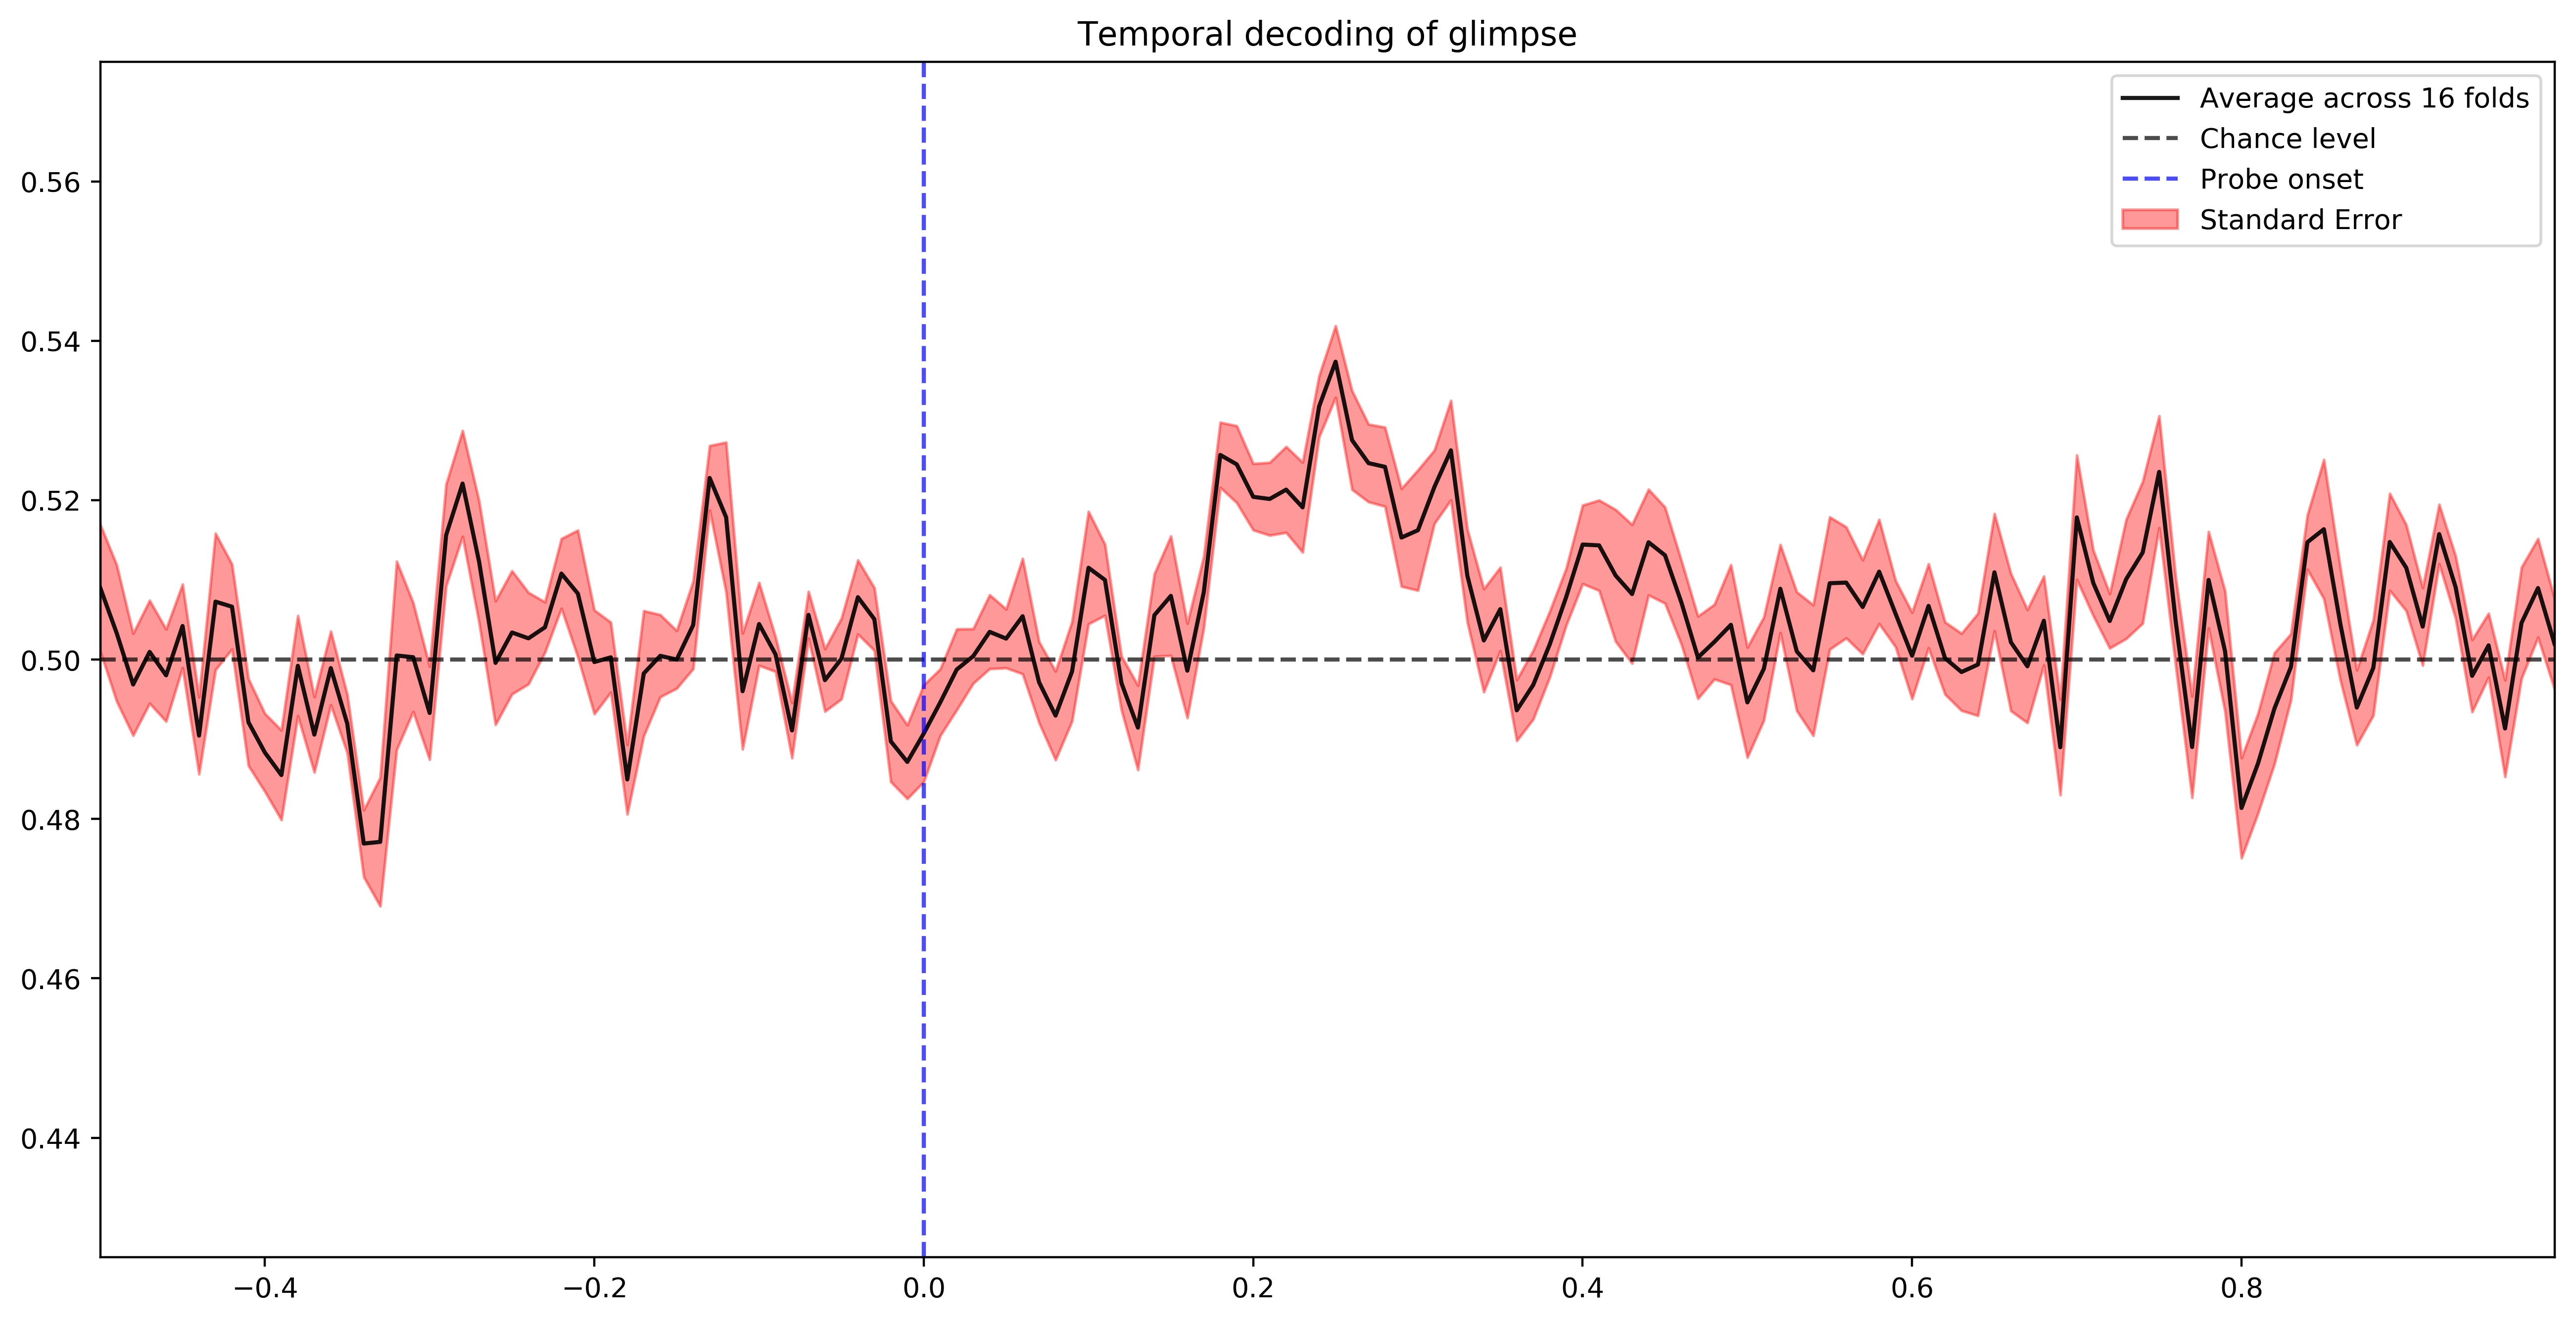 Temporal decoding of glimpse
Average across 16 folds
Chance level
Probe onset
Standard Error
0.56
0.54
0.52
0.50
0.48
0.46
0.44
−0.4
−0.2
0.0
0.2
0.4
0.6
0.8